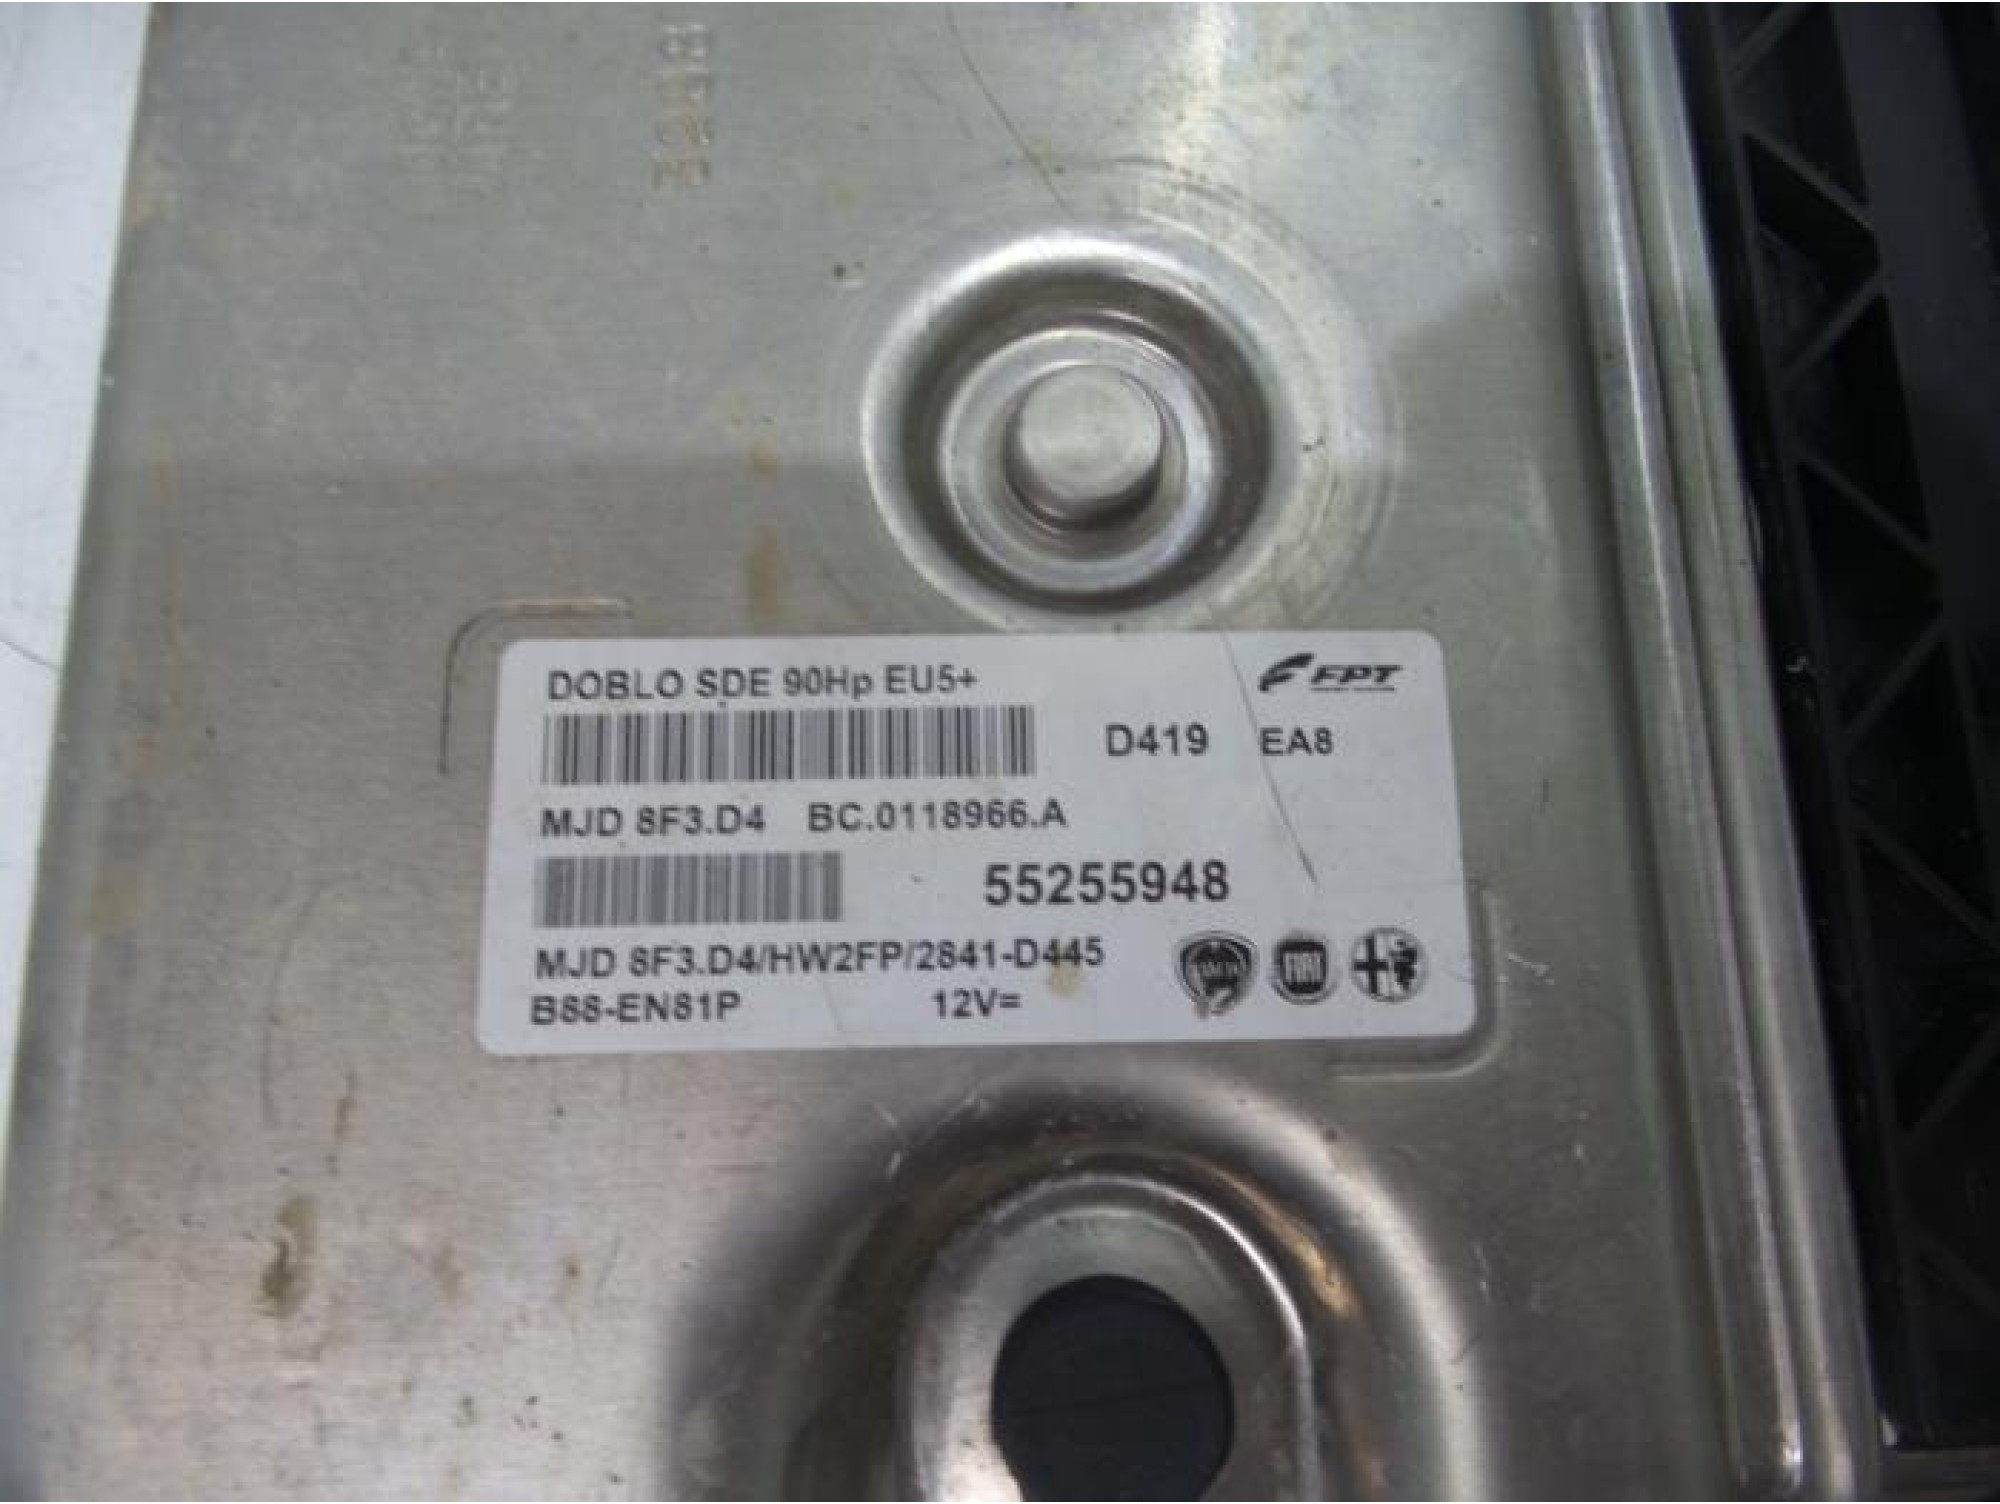 DOBLO SDE 90Hp EU5+
FPT
D419 EA8
MJD 8F3.D4 BC.0118966.A
55255948
MJD 8F3.D4/HW2FP/2841-D445
FIAT
B88-EN81P 12V=